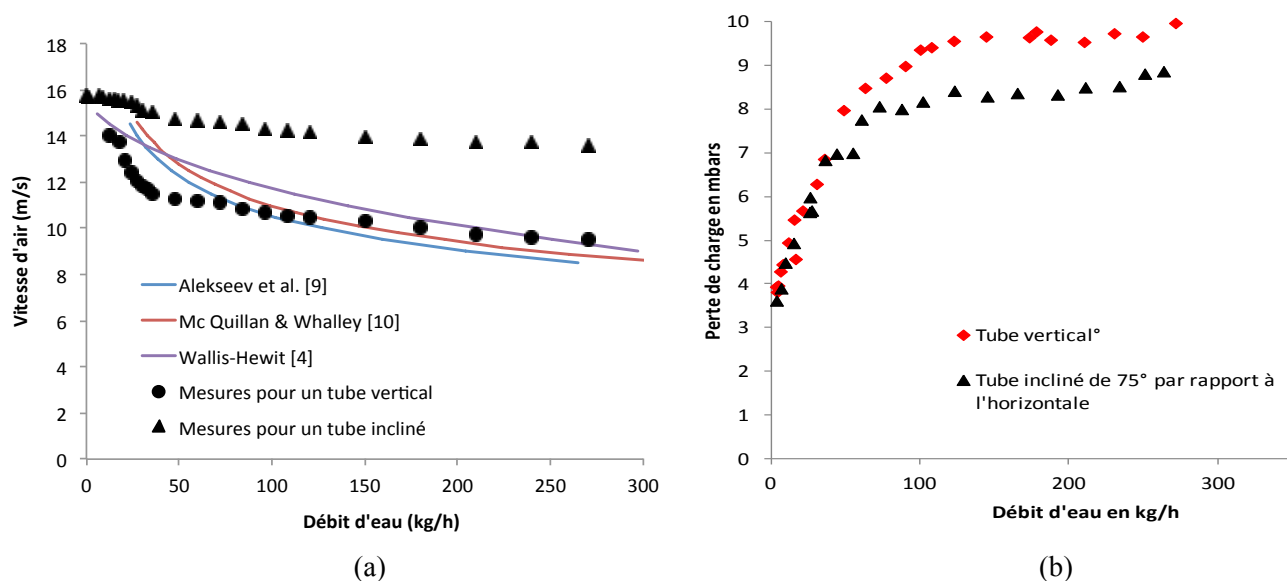 18
16
14
12
10
8
6
4
2
0
Vitesse d'air (m/s)
Alekseev et al. [9]
Mc Quillan & Whalley [10]
Wallis-Hewit [4]
Mesures pour un tube vertical
Mesures pour un tube incliné
0 50 100 150 200 250 300
Débit d'eau (kg/h)
(a)
10
9
8
7
6
5
4
3
2
1
0
Perte de charge en mbars
Tube vertical°
Tube incliné de 75° par rapport à
l'horizontale
0 100 200 300
Débit d'eau en kg/h
(b)